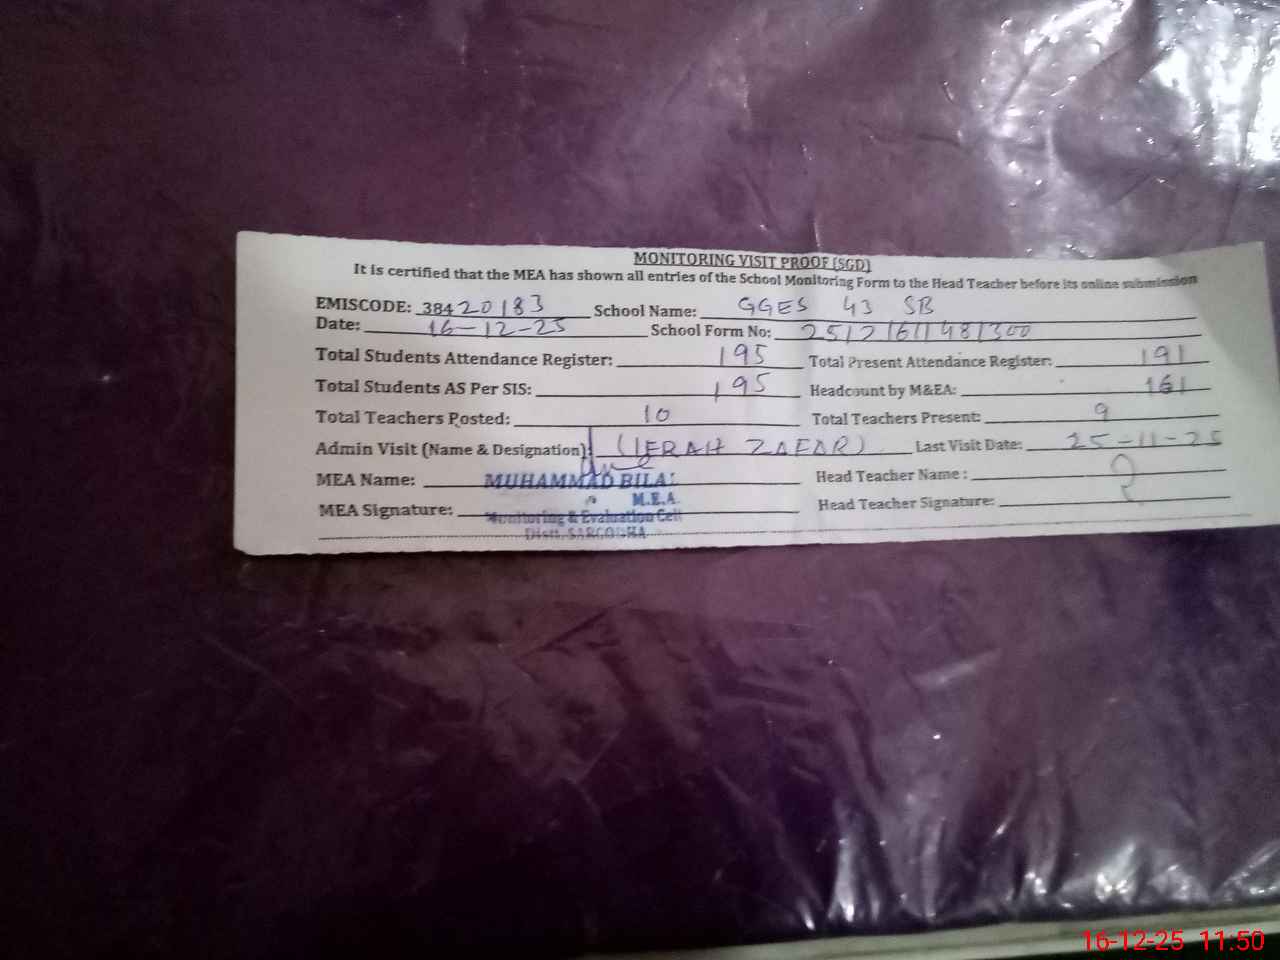 MONITORING VISIT PROOF (SGD)
It is certified that the MEA has shown all entries of the School Monitoring Form to the Head Teacher before its online submission
EMISCODE: 38420183 School Name: GGES 43 SB
Date: 16-12-25 School Form No:
Total Students Attendance Register: 195 Total Present Attendance Register: 191
Total Students AS Per SIS: 195 Headcount by M&EA: 161
Total Teachers Posted: 10 Total Teachers Present: 9
Admin Visit (Name & Designation): ZAFAR) Last Visit Date: 25-11-25
MEA Name: MUHAMMAD BILAL Head Teacher Name :
M.E.A.
MEA Signature: Head Teacher Signature:
Monitoring & Evaluation Cell
Distt. SARGODHA
16-12-25 11:50